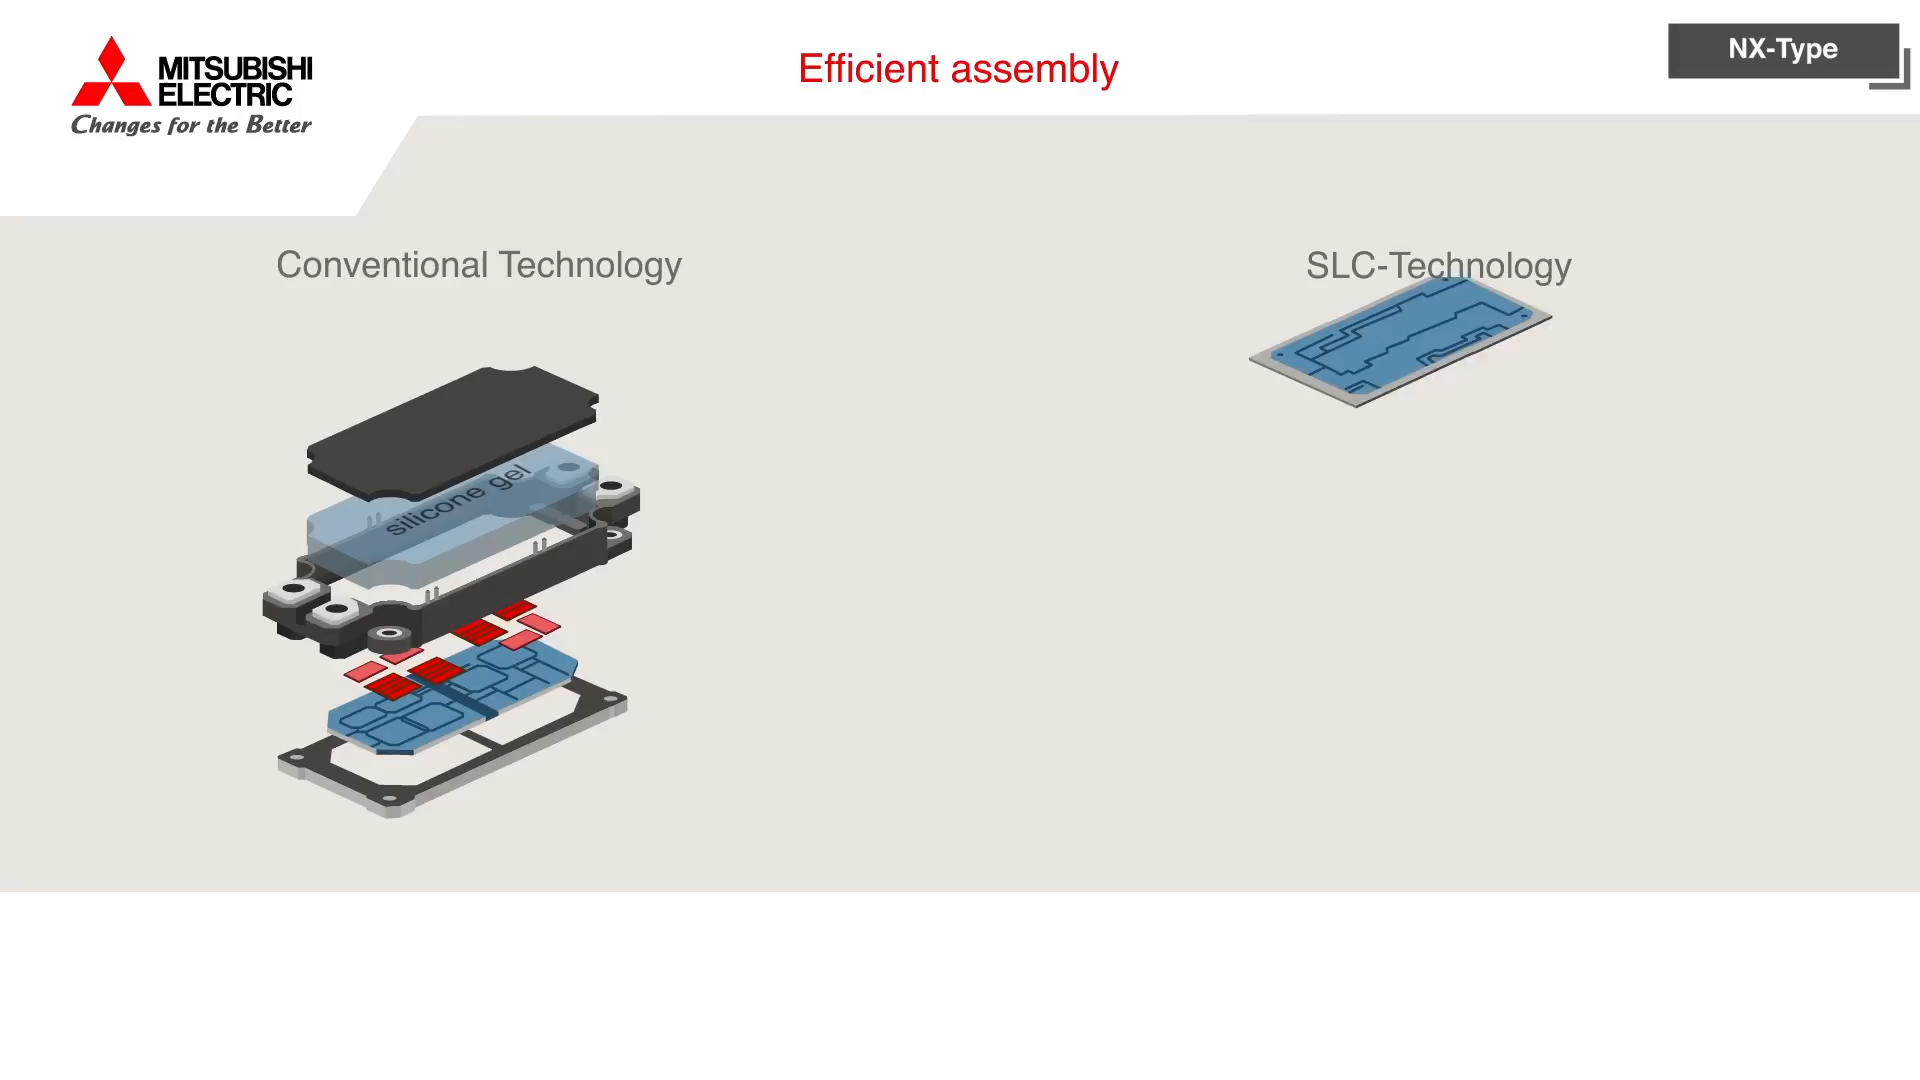 MITSUBISHI
ELECTRIC
Changes for the Better
Efficient assembly
NX-Type
Conventional Technology
SLC-Technology
silicone gel